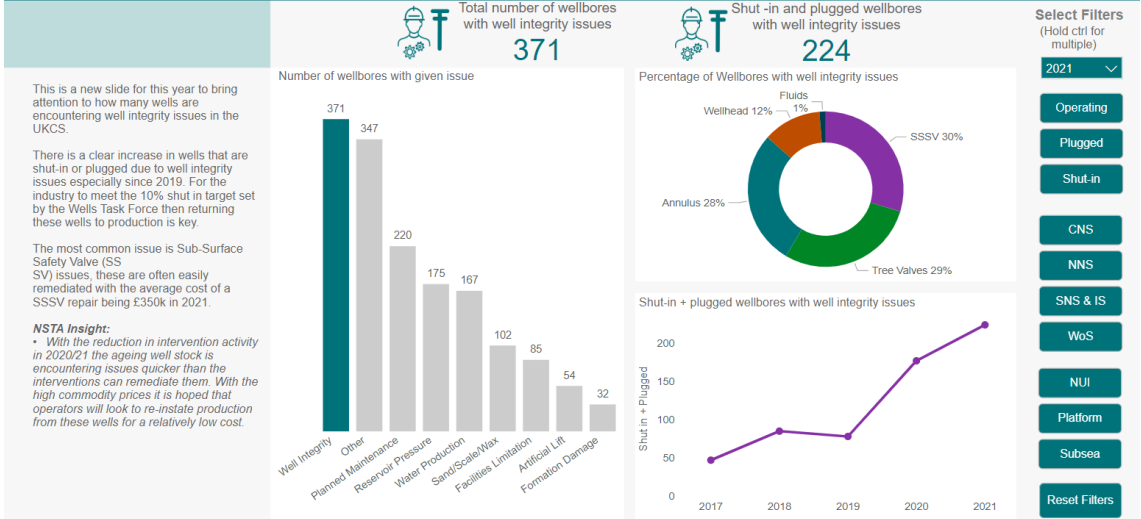 Total number of wellbores
with well integrity issues
371
Shut -in and plugged wellbores
with well integrity issues
224
Select Filters
(Hold ctrl for
multiple)
2021
Operating
Plugged
Shut-in
CNS
NNS
SNS & IS
WoS
NUI
Platform
Subsea
Reset Filters
This is a new slide for this year to bring
attention to how many wells are
encountering well integrity issues in the
UKCS.
There is a clear increase in wells that are
shut-in or plugged due to well integrity
issues especially since 2019. For the
industry to meet the 10% shut in target set
by the Wells Task Force then returning
these wells to production is key.
The most common issue is Sub-Surface
Safety Valve (SS
SV) issues, these are often easily
remediated with the average cost of a
SSSV repair being £350k in 2021.
NSTA Insight:
• With the reduction in intervention activity
in 2020/21 the ageing well stock is
encountering issues quicker than the
interventions can remediate them. With the
high commodity prices it is hoped that
operators will look to re-instate production
from these wells for a relatively low cost.
Number of wellbores with given issue
371
347
220
175
167
102
85
54
32
Well Integrity
Other
Planned Maintenance
Reservoir Pressure
Water Production
Sand/Scale/Wax
Facilities Limitation
Artificial Lift
Formation Damage
Percentage of Wellbores with well integrity issues
Fluids
1%
Wellhead 12%
SSSV 30%
Annulus 28%
Tree Valves 29%
Shut-in + plugged wellbores with well integrity issues
Shut in + Plugged
200
150
100
50
0
2017
2018
2019
2020
2021